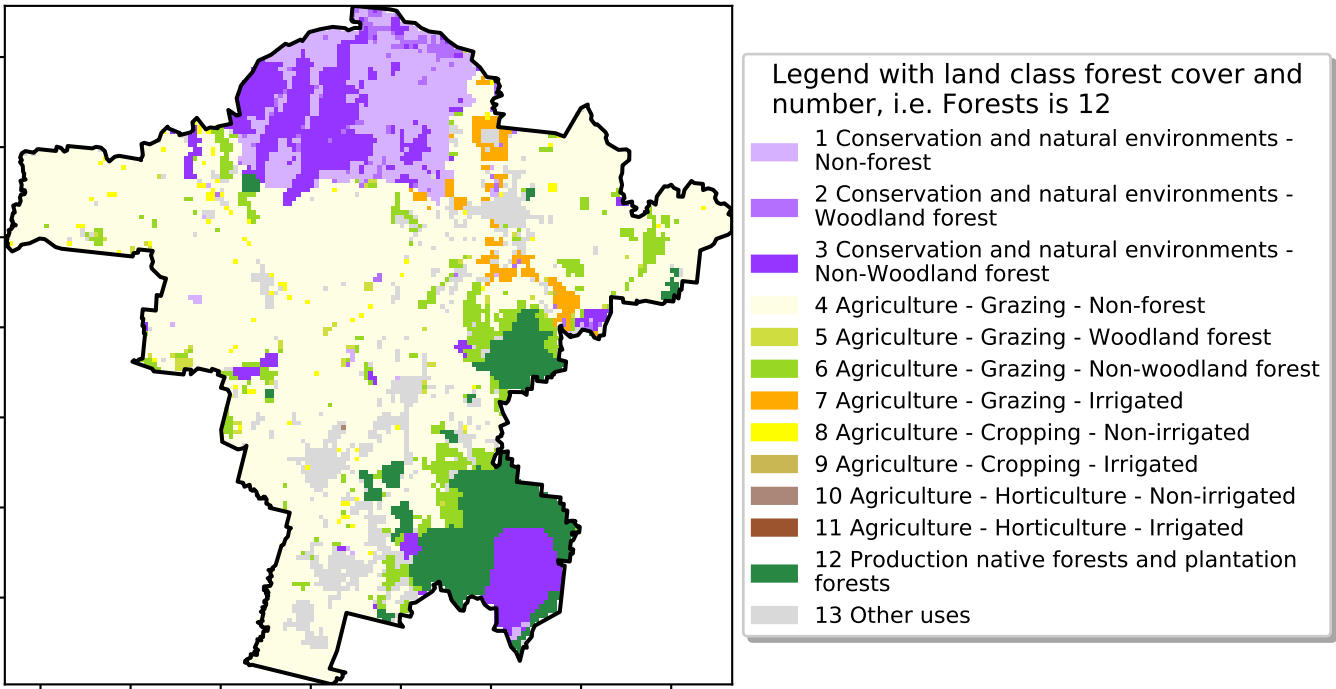 Legend with land class forest cover and
number, i.e. Forests is 12
1 Conservation and natural environments -
Non-forest
2 Conservation and natural environments -
Woodland forest
3 Conservation and natural environments -
Non-Woodland forest
4 Agriculture - Grazing - Non-forest
5 Agriculture - Grazing - Woodland forest
6 Agriculture - Grazing - Non-woodland forest
7 Agriculture - Grazing - Irrigated
8 Agriculture - Cropping - Non-irrigated
9 Agriculture - Cropping - Irrigated
10 Agriculture - Horticulture - Non-irrigated
11 Agriculture - Horticulture - Irrigated
12 Production native forests and plantation
forests
13 Other uses